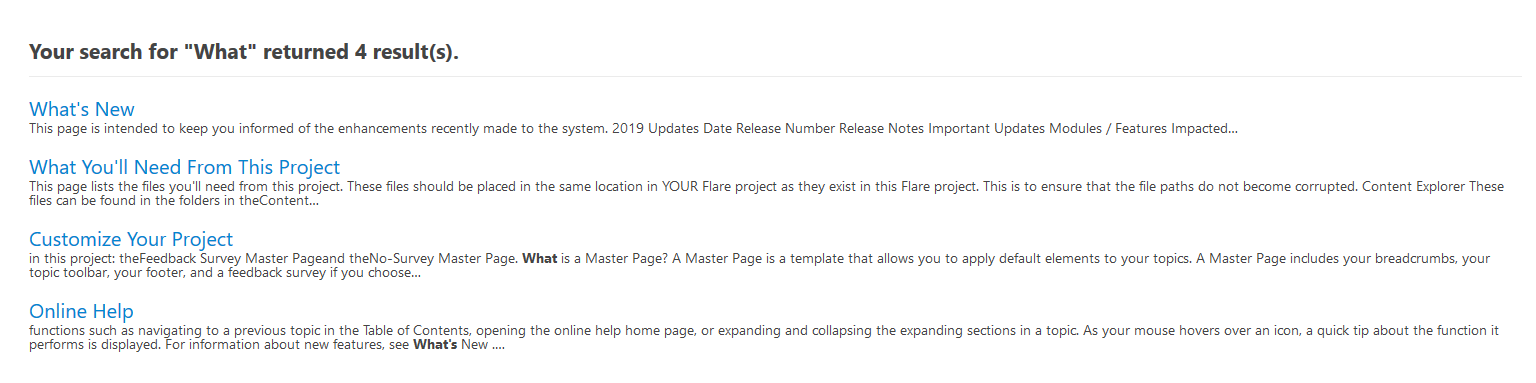 Your search for "What" returned 4 result(s).
What's New
This page is intended to keep you informed of the enhancements recently made to the system. 2019 Updates Date Release Number Release Notes Important Updates Modules / Features Impacted...
What You'll Need From This Project
This page lists the files you'll need from this project. These files should be placed in the same location in YOUR Flare project as they exist in this Flare project. This is to ensure that the file paths do not become corrupted. Content Explorer These
files can be found in the folders in theContent...
Customize Your Project
in this project: theFeedback Survey Master Pageand theNo-Survey Master Page. What is a Master Page? A Master Page is a template that allows you to apply default elements to your topics. A Master Page includes your breadcrumbs, your
topic toolbar, your footer, and a feedback survey if you choose...
Online Help
functions such as navigating to a previous topic in the Table of Contents, opening the online help home page, or expanding and collapsing the expanding sections in a topic. As your mouse hovers over an icon, a quick tip about the function it
performs is displayed. For information about new features, see What's New ....